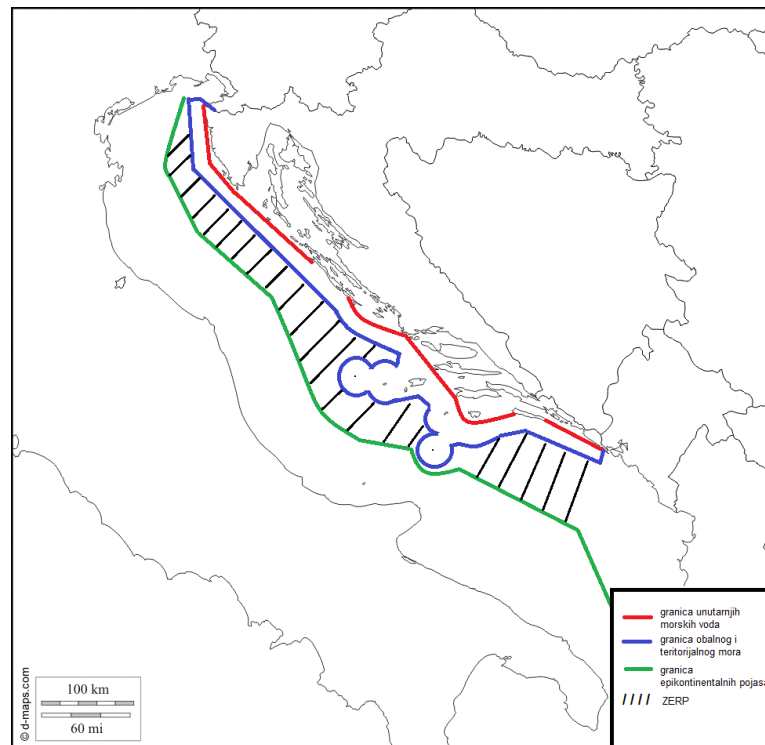 granica unutarnjih
morskih voda
granica obalnog i
teritorijalnog mora
granica
epikontinentalnih pojasa
ZERP
100 km
60 mi
© d-maps.com